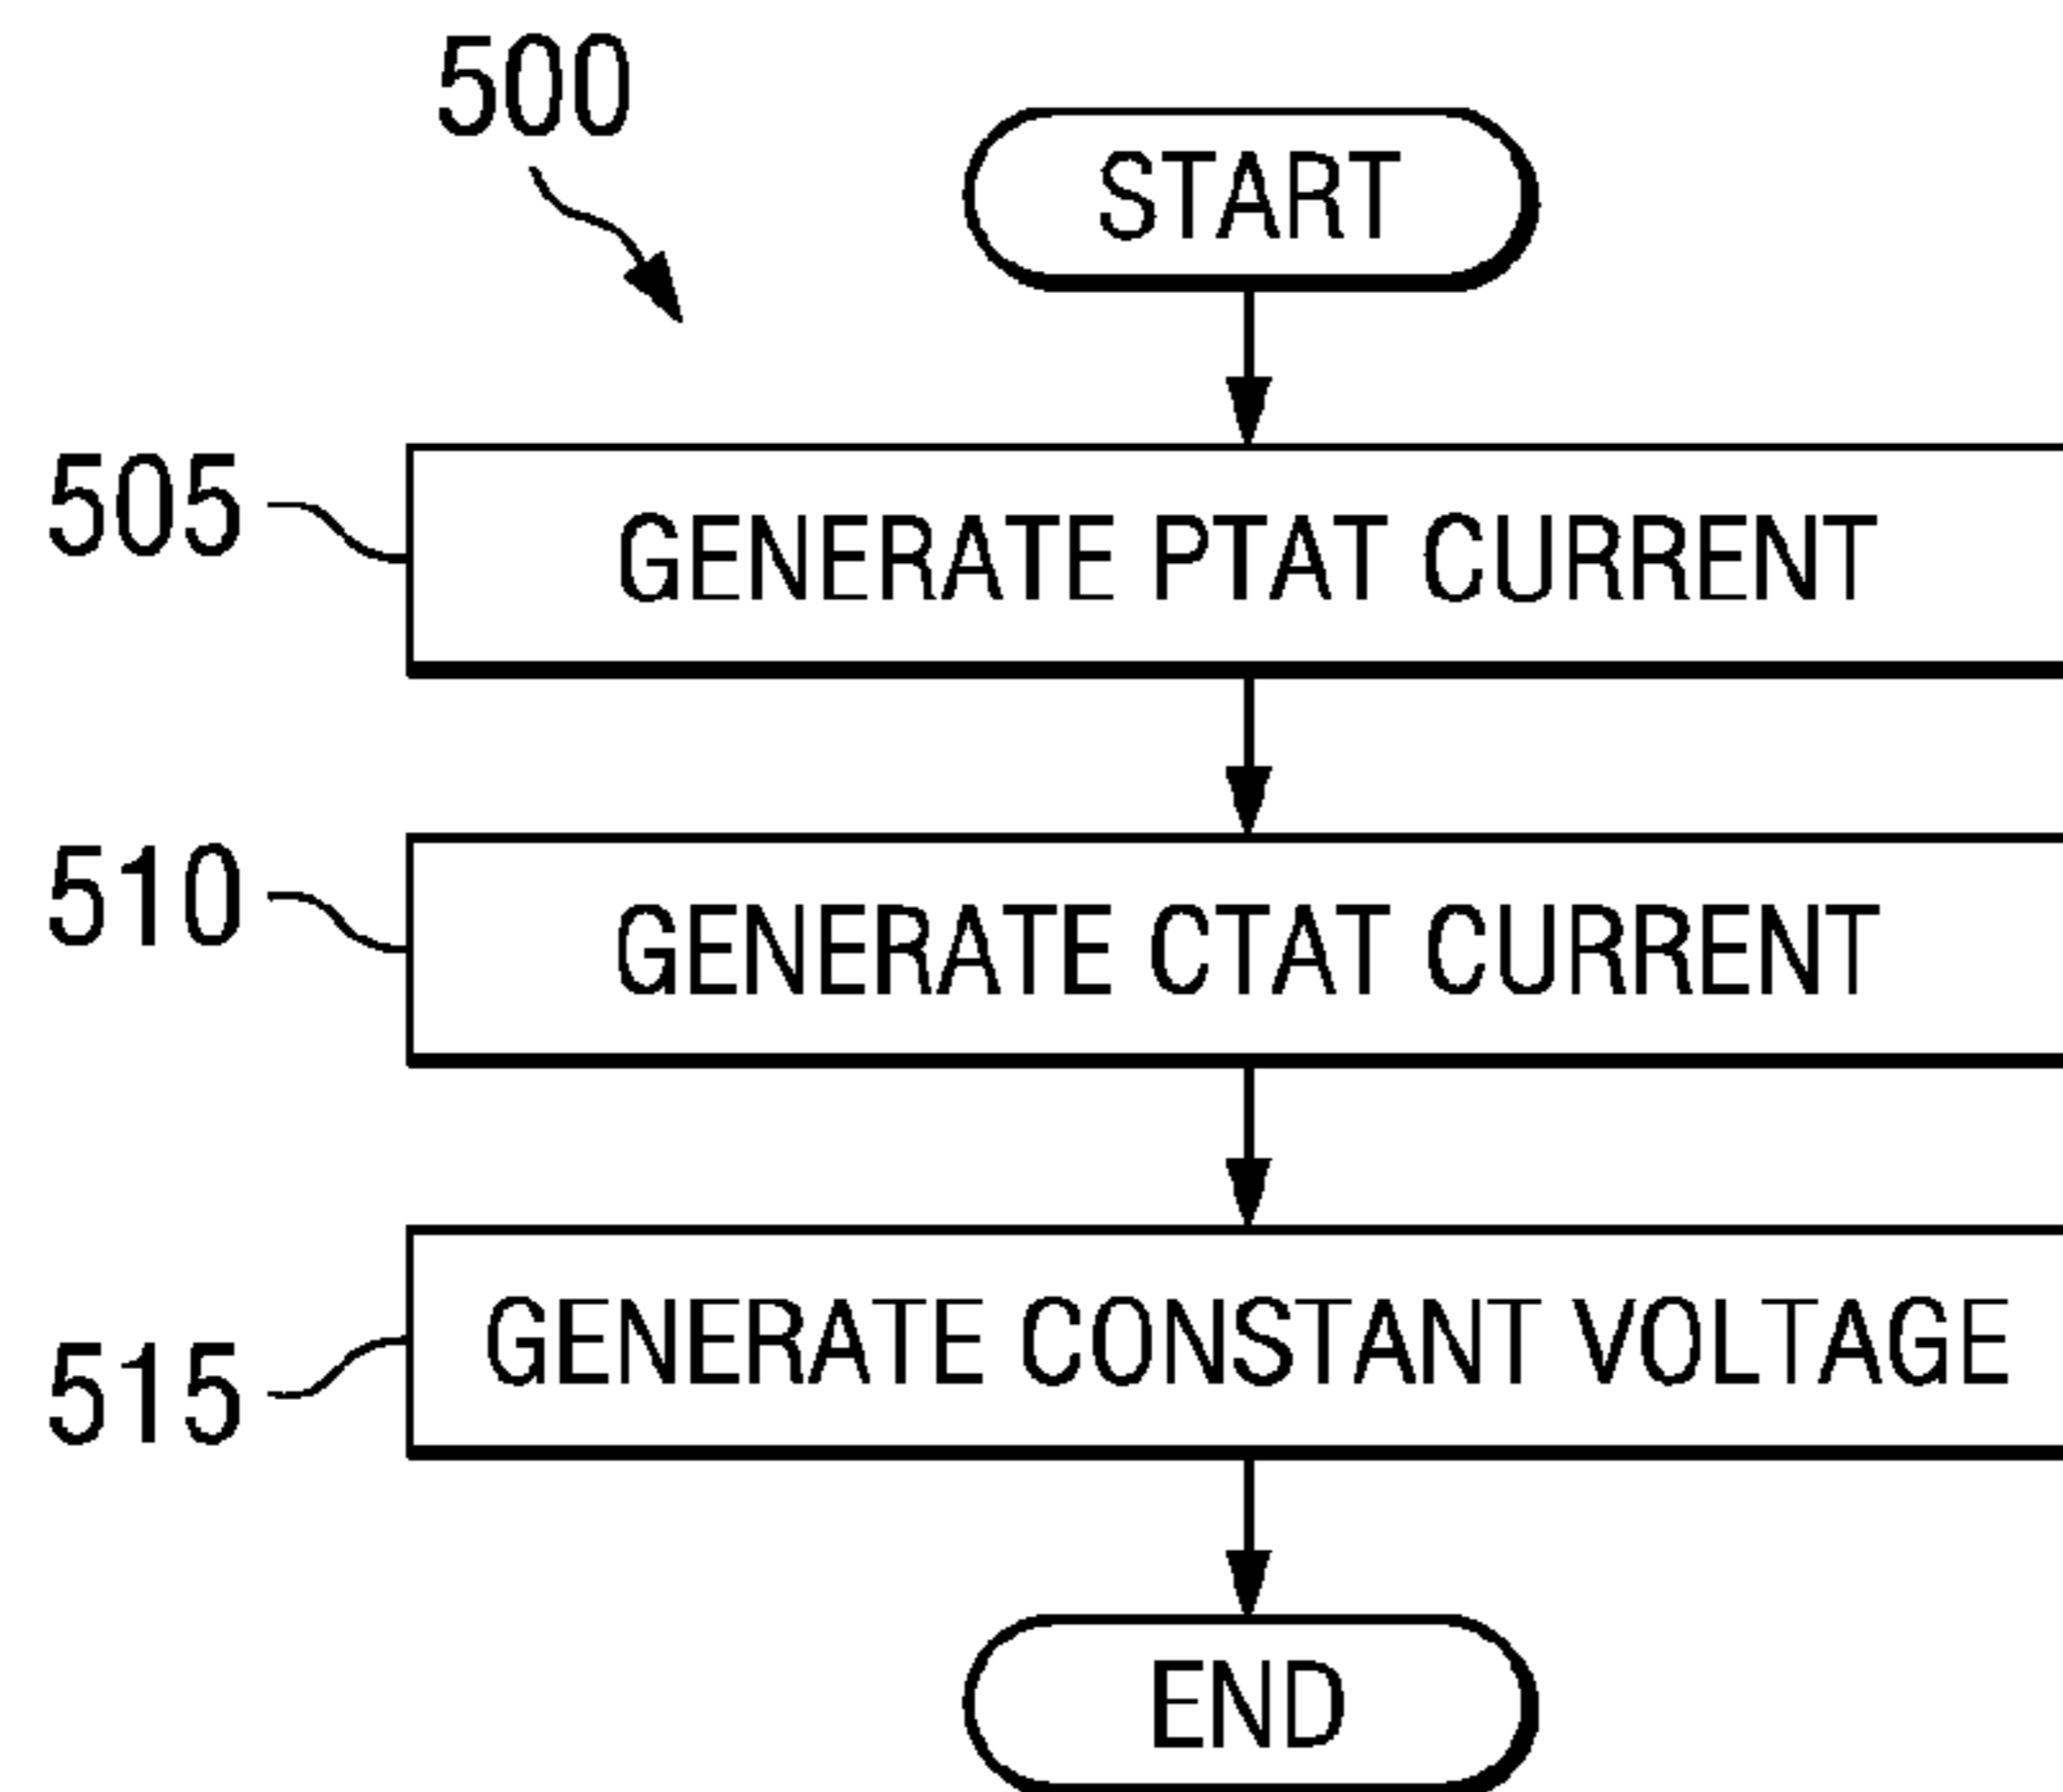 500
START
505
GENERATE PTAT CURRENT
510
GENERATE CTAT CURRENT
515
GENERATE CONSTANT VOLTAGE
END